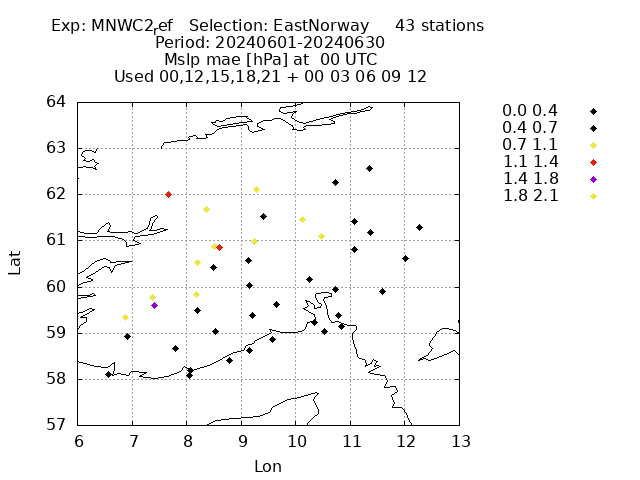 Exp: MNWC2ref   Selection: EastNorway     43 stations
Period: 20240601-20240630
Mslp mae [hPa] at  00 UTC
Used 00,12,15,18,21 + 00 03 06 09 12
0.0 0.4
0.4 0.7
0.7 1.1
1.1 1.4
1.4 1.8
1.8 2.1
64
63
62
61
60
59
58
57
Lat
6 7 8 9 10 11 12 13
Lon